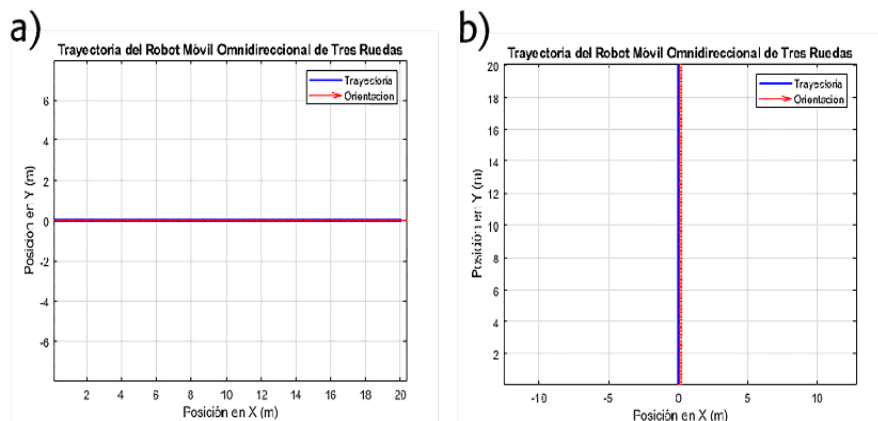 a)
Trayectoria del Robot Móvil Omnidireccional de Tres Ruedas
Trayectoria
Orientacion
6
4
2
0
-2
-4
-6
Posición en Y (m)
2 4 6 8 10 12 14 16 18 20
Posición en X (m)
b)
Trayectoria del Robot Móvil Omnidireccional de Tres Ruedas
Trayectoria
Orientacion
20
18
16
14
12
10
8
6
4
2
Posición en Y (m)
-10 -5 0 5 10
Posición en X (m)